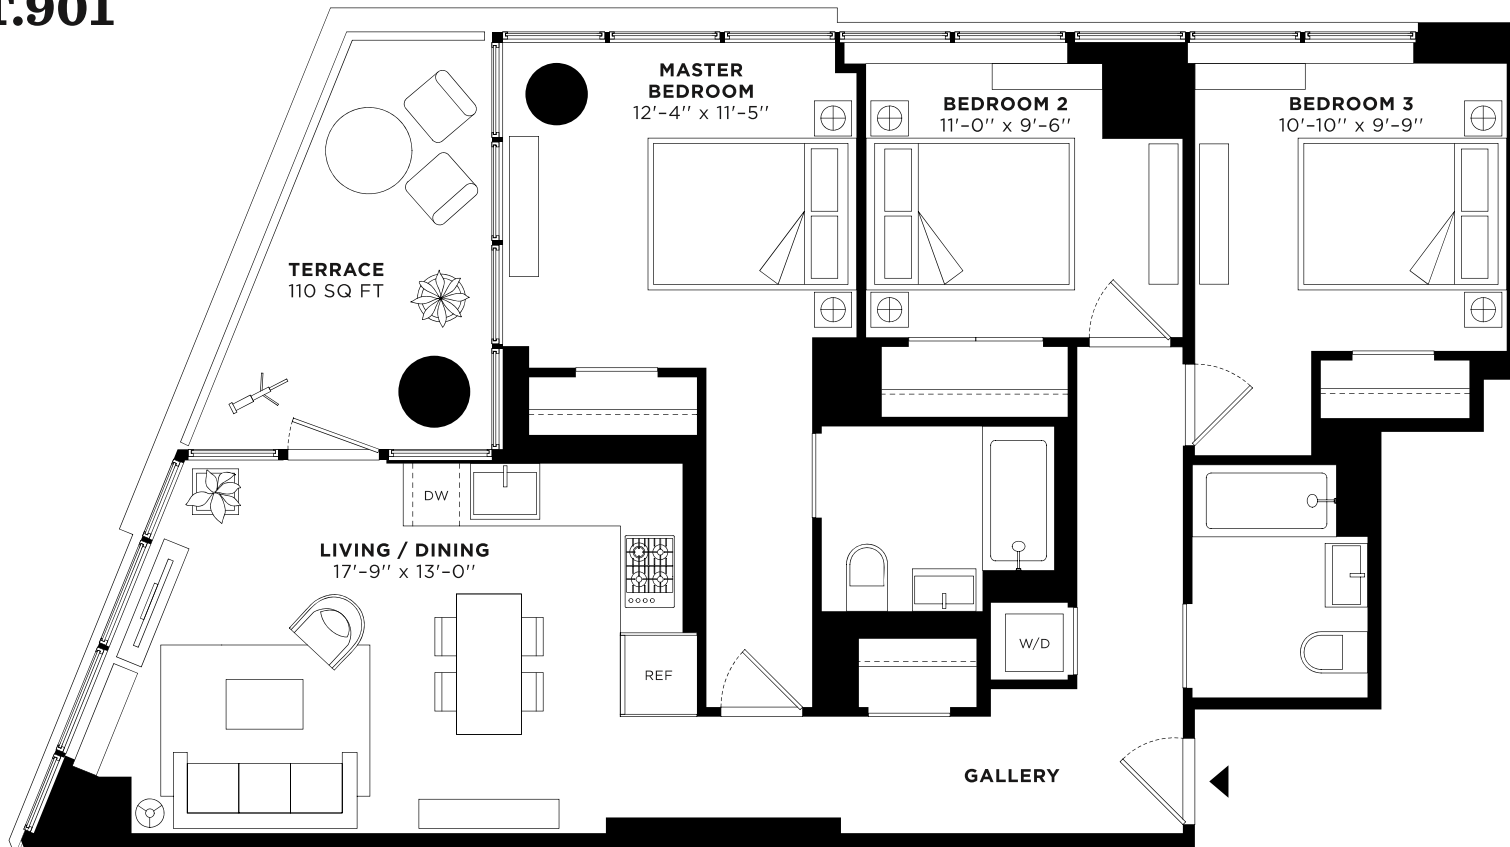 T.901
MASTER
BEDROOM
12'-4'' x 11'-5''
BEDROOM 2
11'-0'' x 9'-6''
BEDROOM 3
10'-10'' x 9'-9''
TERRACE
110 SQ FT
DW
LIVING / DINING
17'-9'' x 13'-0''
W/D
REF
GALLERY